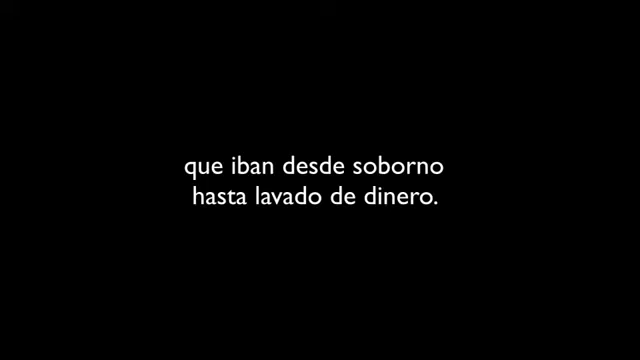 que iban desde soborno
hasta lavado de dinero.